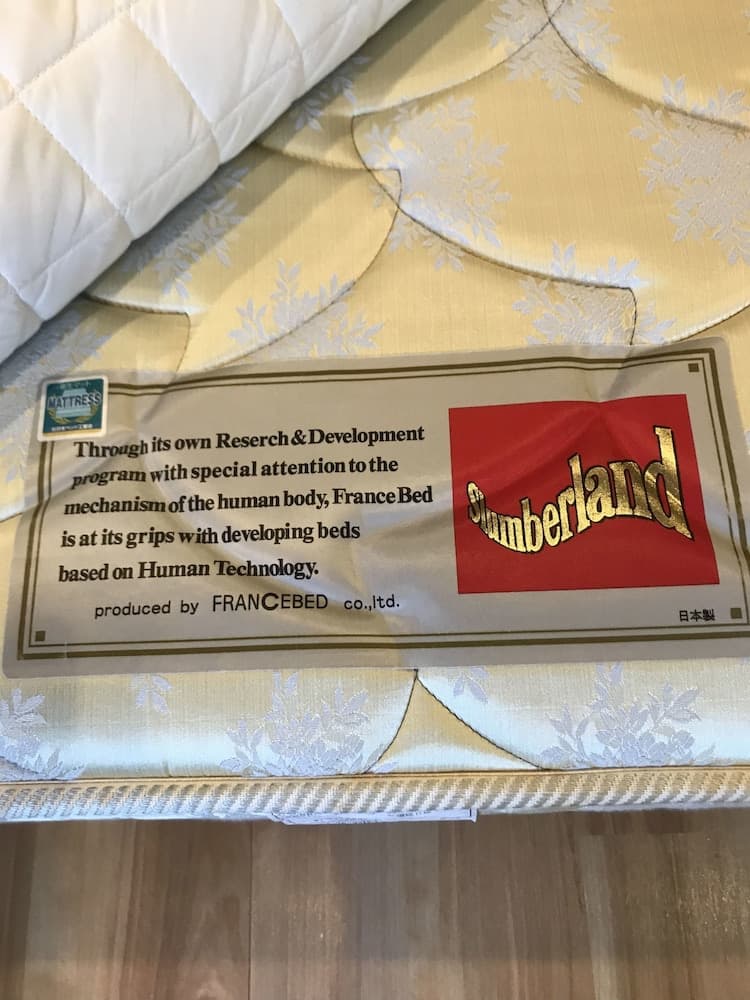 MATTRESS
Through its own Reserch & Development
program with special attention to the
mechanism of the human body, France Bed
is at its grips with developing beds
based on Human Technology.
produced by FRANCEBED co.,ltd.
Slumberland
日本製